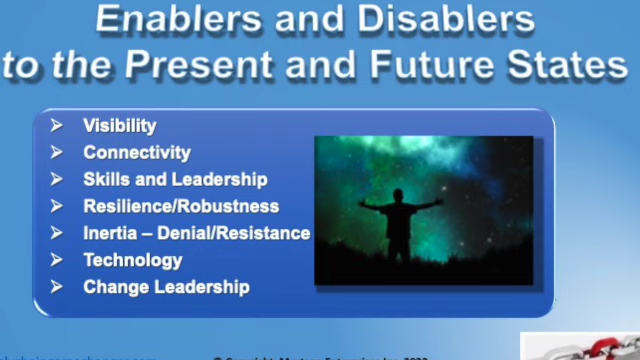 Enablers and Disablers
to the Present and Future States
➢ Visibility
➢ Connectivity
➢ Skills and Leadership
➢ Resilience/Robustness
➢ Inertia – Denial/Resistance
➢ Technology
➢ Change Leadership